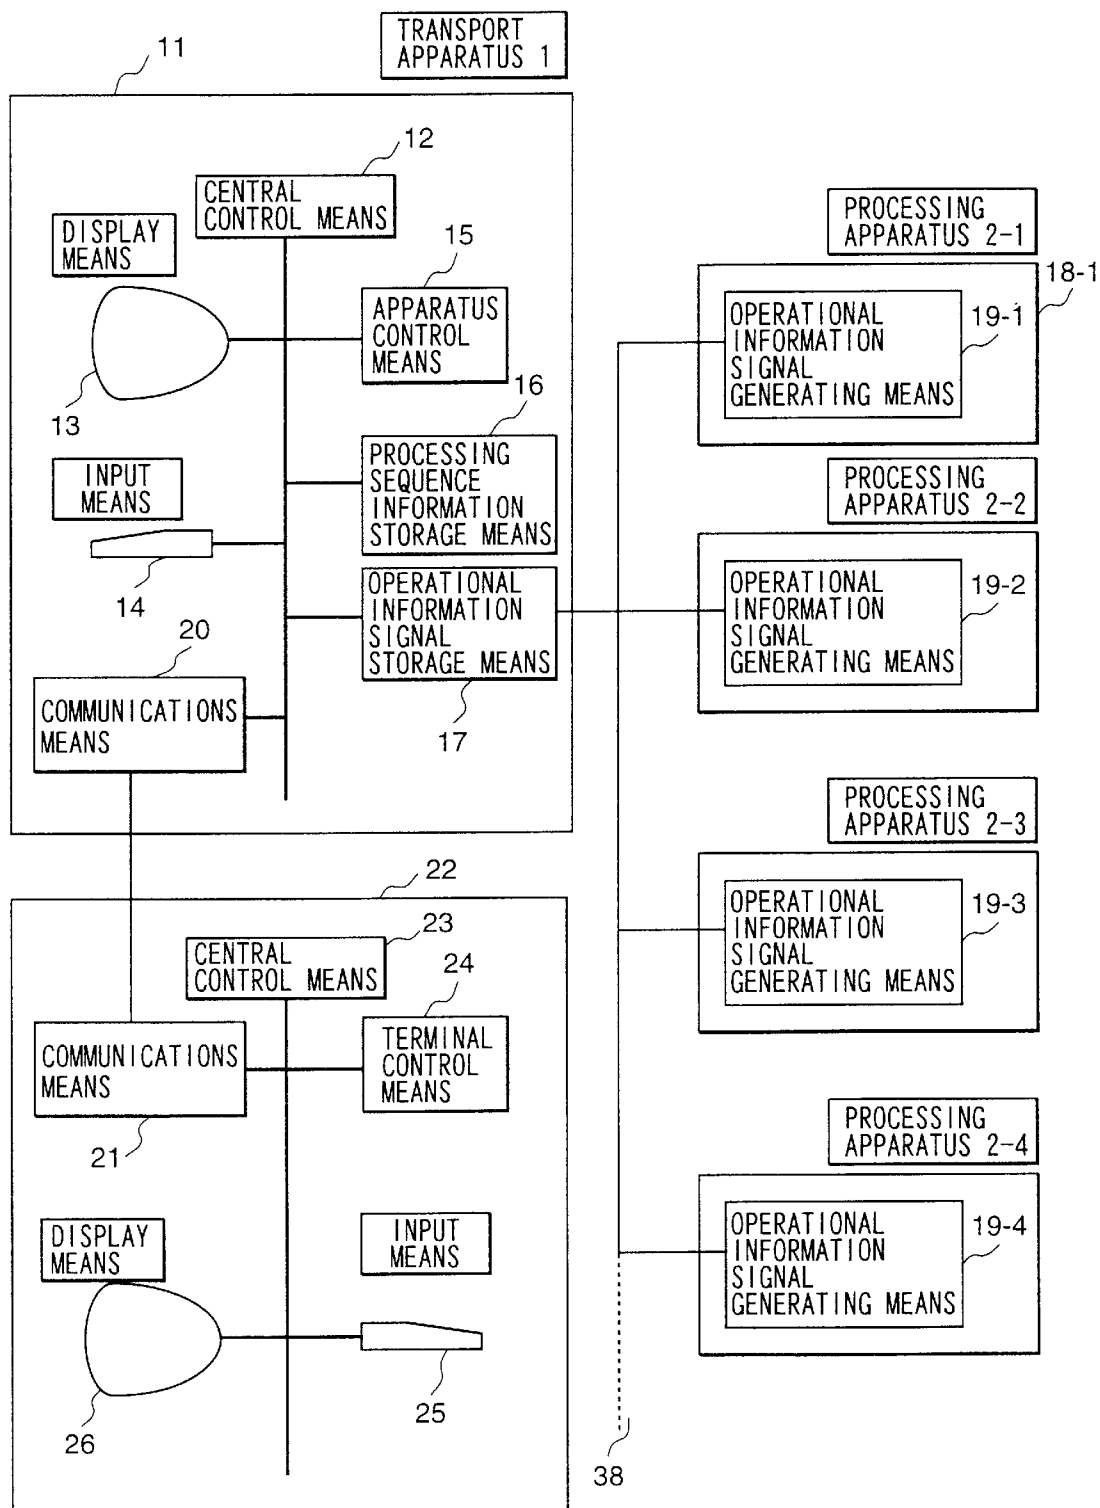 TRANSPORT
APPARATUS 1
11
12
CENTRAL
CONTROL MEANS
DISPLAY
MEANS
13
15
APPARATUS
CONTROL
MEANS
16
PROCESSING
SEQUENCE
INFORMATION
STORAGE MEANS
INPUT
MEANS
14
OPERATIONAL
INFORMATION
SIGNAL
STORAGE MEANS
17
20
COMMUNICATIONS
MEANS
PROCESSING
APPARATUS 2-1
18-1
OPERATIONAL
INFORMATION
SIGNAL
GENERATING MEANS
19-1
PROCESSING
APPARATUS 2-2
OPERATIONAL
INFORMATION
SIGNAL
GENERATING MEANS
19-2
PROCESSING
APPARATUS 2-3
OPERATIONAL
INFORMATION
SIGNAL
GENERATING MEANS
19-3
PROCESSING
APPARATUS 2-4
OPERATIONAL
INFORMATION
SIGNAL
GENERATING MEANS
19-4
38
22
23
CENTRAL
CONTROL MEANS
24
TERMINAL
CONTROL
MEANS
COMMUNICATIONS
MEANS
21
DISPLAY
MEANS
26
INPUT
MEANS
25